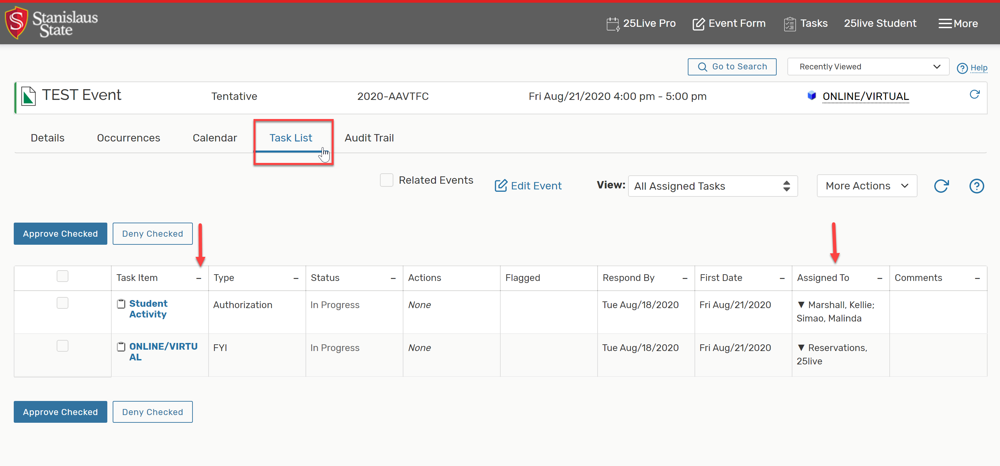 Stanislaus
State
25Live Pro
Event Form
Tasks
25live Student
More
Go to Search
Recently Viewed
Help
TEST Event
Tentative
2020-AAVTFC
Fri Aug/21/2020 4:00 pm - 5:00 pm
ONLINE/VIRTUAL
Details
Occurrences
Calendar
Task List
Audit Trail
Related Events
Edit Event
View:
All Assigned Tasks
More Actions
Approve Checked
Deny Checked
Task Item
Type
Status
Actions
Flagged
Respond By
First Date
Assigned To
Comments
Student
Activity
Authorization
In Progress
None
Tue Aug/18/2020
Fri Aug/21/2020
▼ Marshall, Kellie;
Simao, Malinda
ONLINE/VIRTU
AL
FYI
In Progress
None
Tue Aug/18/2020
Fri Aug/21/2020
▼ Reservations,
25live
Approve Checked
Deny Checked